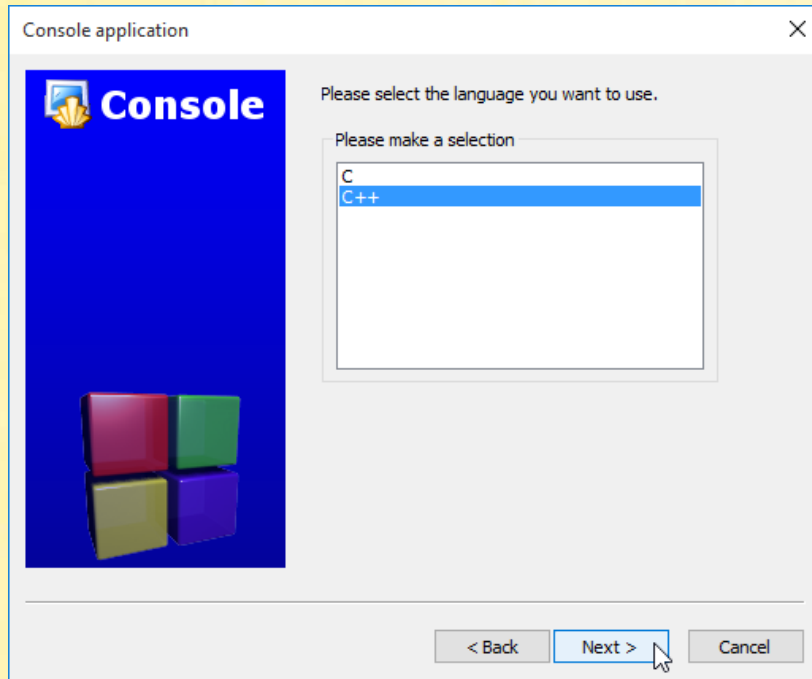 Console application
Console
Please select the language you want to use.
Please make a selection
C
C++
< Back
Next >
Cancel